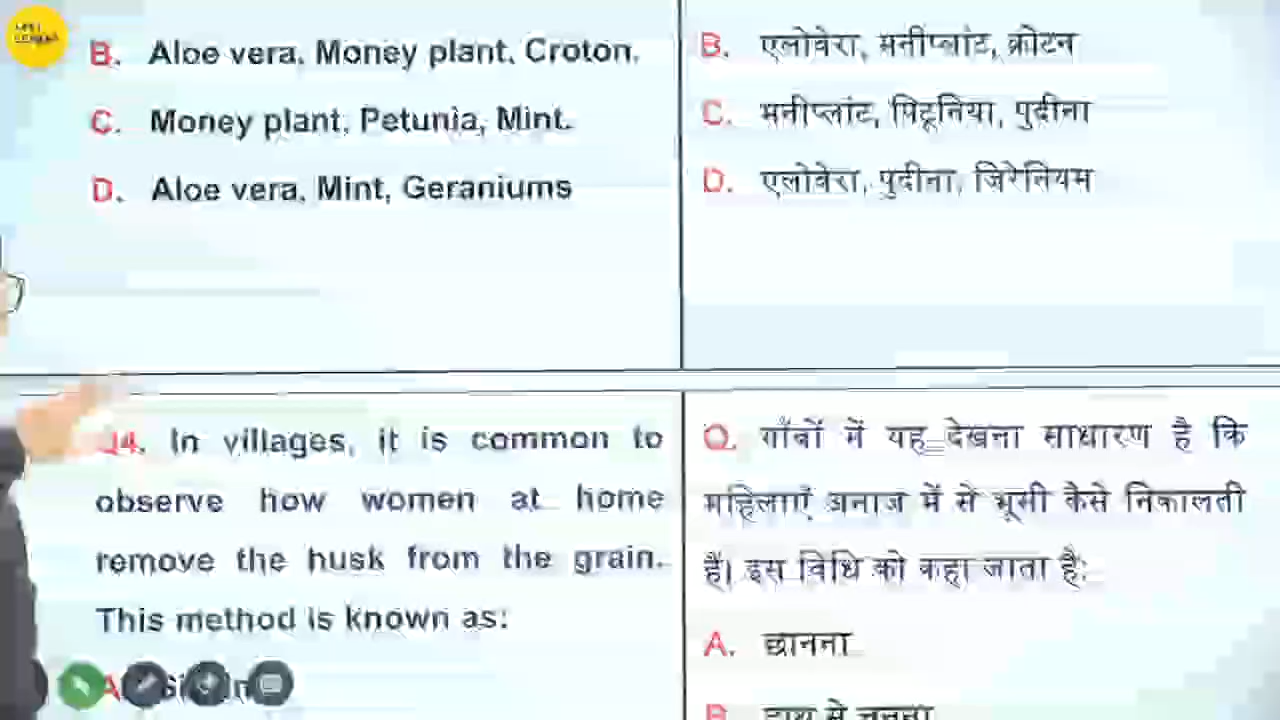 B. Aloe vera, Money plant, Croton.
C. Money plant, Petunia, Mint.
D. Aloe vera, Mint, Geraniums
B. एलोवेरा, मनीप्लांट, क्रोटन
C. मनीप्लांट, पिटूनिया, पुदीना
D. एलोवेरा, पुदीना, जिरेनियम
Q4. In villages, it is common to
observe how women at home
remove the husk from the grain.
This method is known as:
A.
Q. गाँवों में यह देखना साधारण है कि
महिलाएं अनाज में से भूसी कैसे निकालती
हैं। इस विधि को कहा जाता है:
A. छानना
B. हाथ से चुनना